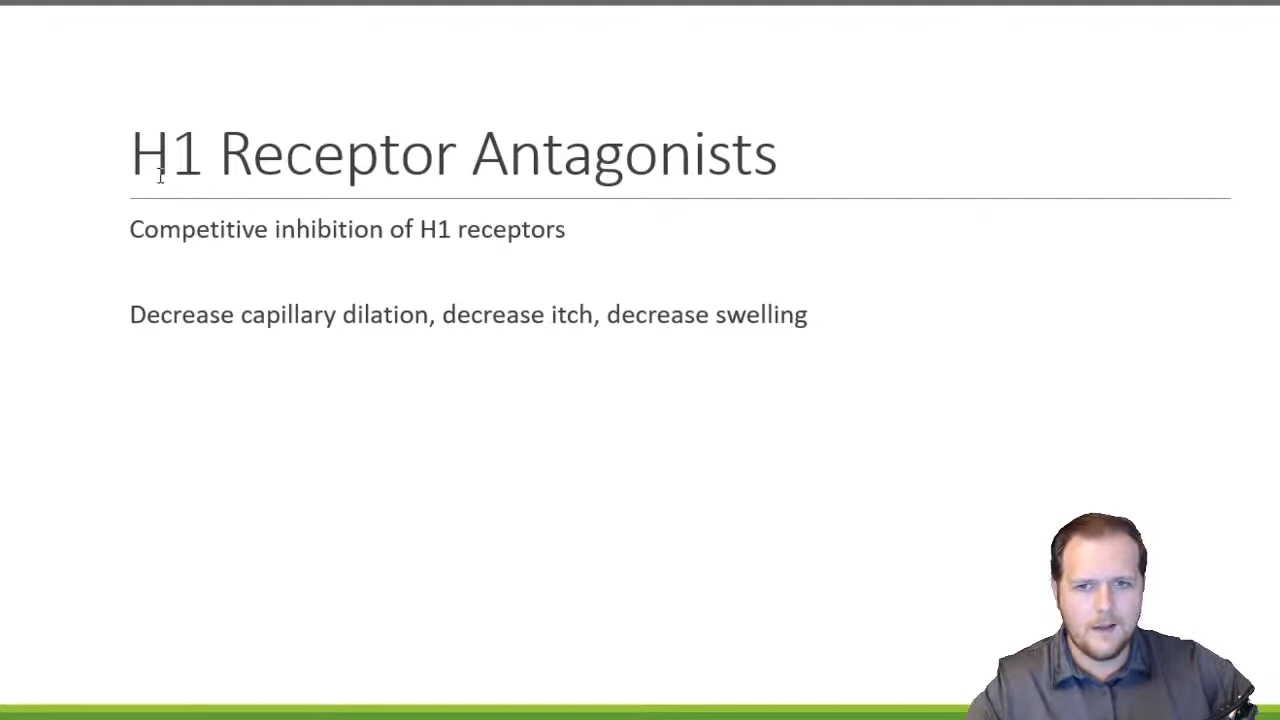 H1 Receptor Antagonists
Competitive inhibition of H1 receptors
Decrease capillary dilation, decrease itch, decrease swelling